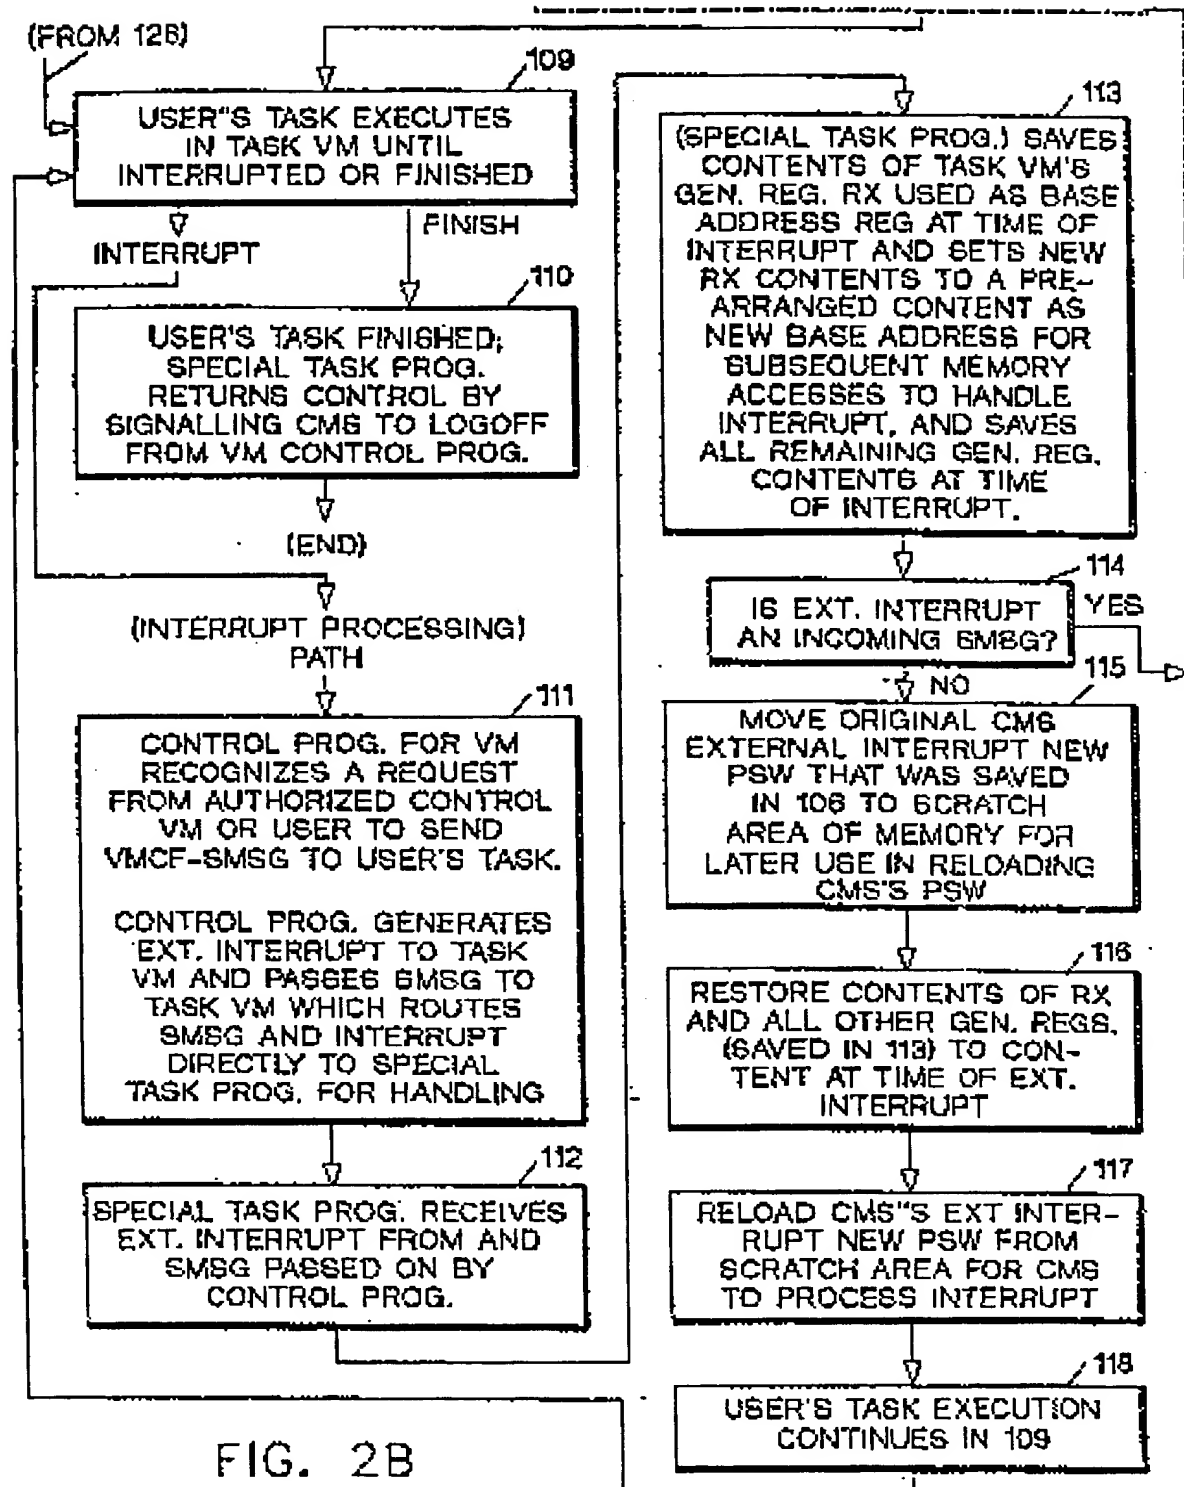 (FROM 126)
109
USER"S TASK EXECUTES
IN TASK VM UNTIL
INTERRUPTED OR FINISHED
INTERRUPT
FINISH
110
USER'S TASK FINISHED;
SPECIAL TASK PROG.
RETURNS CONTROL BY
SIGNALLING CMS TO LOGOFF
FROM VM CONTROL PROG.
(END)
(INTERRUPT PROCESSING)
PATH
111
CONTROL PROG. FOR VM
RECOGNIZES A REQUEST
FROM AUTHORIZED CONTROL
VM OR USER TO SEND
VMCF-SMSG TO USER'S TASK.
CONTROL PROG. GENERATES
EXT. INTERRUPT TO TASK
VM AND PASSES SMSG TO
TASK VM WHICH ROUTES
SMSG AND INTERRUPT
DIRECTLY TO SPECIAL
TASK PROG. FOR HANDLING
112
SPECIAL TASK PROG. RECEIVES
EXT. INTERRUPT FROM AND
SMSG PASSED ON BY
CONTROL PROG.
113
(SPECIAL TASK PROG.) SAVES
CONTENTS OF TASK VM'S
GEN. REG. RX USED AS BASE
ADDRESS REG AT TIME OF
INTERRUPT AND SETS NEW
RX CONTENTS TO A PRE-
ARRANGED CONTENT AS
NEW BASE ADDRESS FOR
SUBSEQUENT MEMORY
ACCESSES TO HANDLE
INTERRUPT, AND SAVES
ALL REMAINING GEN. REG.
CONTENTS AT TIME
OF INTERRUPT.
114
IS EXT. INTERRUPT
AN INCOMING SMSG?
YES
NO
115
MOVE ORIGINAL CMS
EXTERNAL INTERRUPT NEW
PSW THAT WAS SAVED
IN 106 TO SCRATCH
AREA OF MEMORY FOR
LATER USE IN RELOADING
CMS'S PSW
116
RESTORE CONTENTS OF RX
AND ALL OTHER GEN. REGS.
(SAVED IN 113) TO CON-
TENT AT TIME OF EXT.
INTERRUPT
117
RELOAD CMS"S EXT INTER-
RUPT NEW PSW FROM
SCRATCH AREA FOR CMS
TO PROCESS INTERRUPT
118
USER'S TASK EXECUTION
CONTINUES IN 109
FIG. 2B